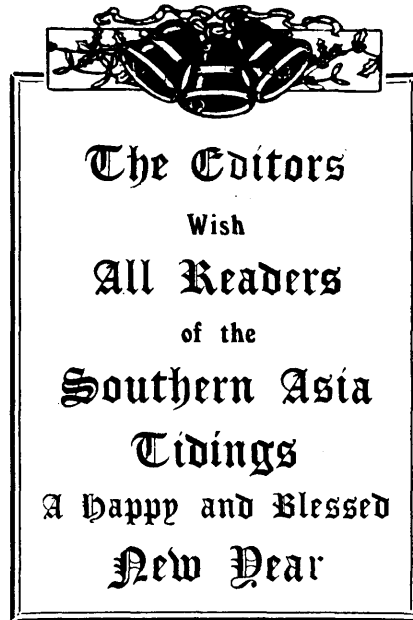 The Editors
Wish
All Readers
of the
Southern Asia
Tidings
A Happy and Blessed
New Year